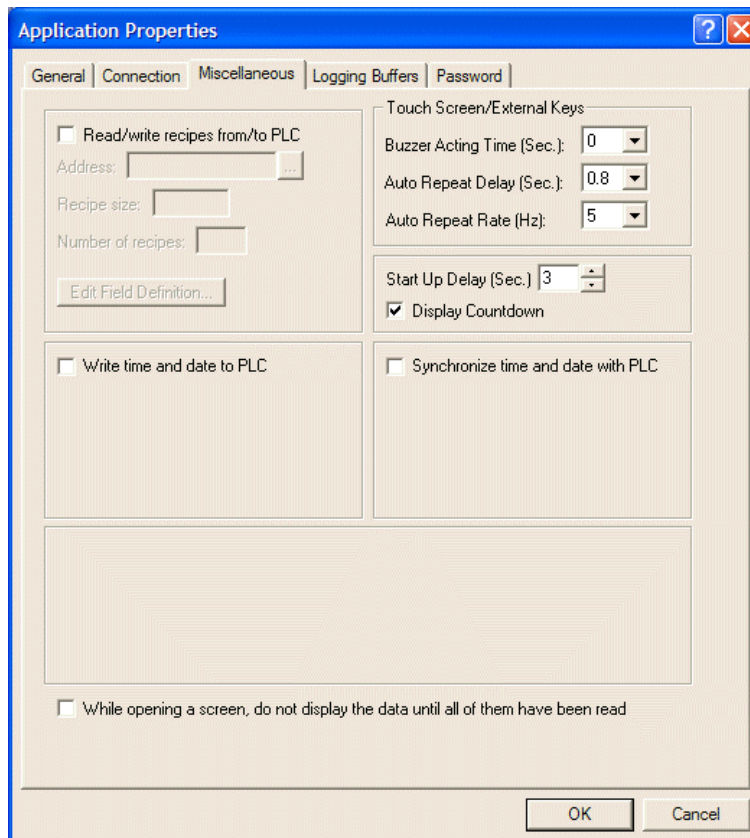 Application Properties
?
General Connection Miscellaneous Logging Buffers Password
Read/write recipes from/to PLC
Address: ...
Recipe size:
Number of recipes:
Edit Field Definition...
Touch Screen/External Keys
Buzzer Acting Time (Sec.): 0
Auto Repeat Delay (Sec.): 0.8
Auto Repeat Rate (Hz): 5
Start Up Delay (Sec.) 3
Display Countdown
Write time and date to PLC
Synchronize time and date with PLC
While opening a screen, do not display the data until all of them have been read
OK Cancel